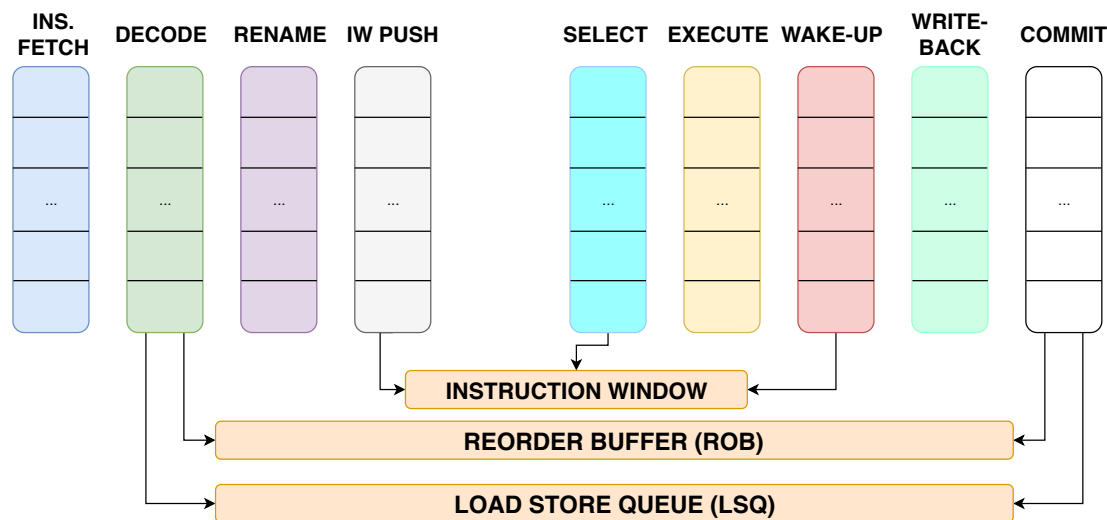 INS.
FETCH
DECODE
RENAME
IW PUSH
SELECT
EXECUTE
WAKE-UP
WRITE-
BACK
COMMIT
...
...
...
...
...
...
...
...
...
INSTRUCTION WINDOW
REORDER BUFFER (ROB)
LOAD STORE QUEUE (LSQ)